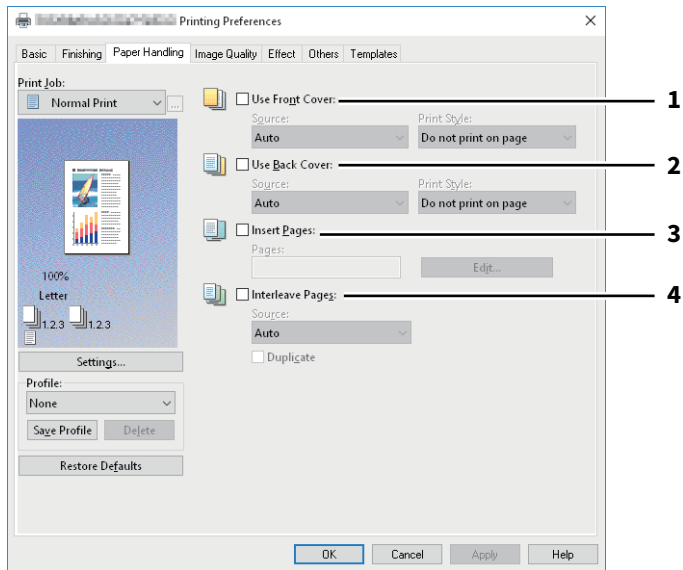 Printing Preferences
Basic Finishing Paper Handling Image Quality Effect Others Templates
Print Job:
Normal Print ...
100%
Letter
1.2.3 1.2.3
Settings...
Profile:
None
Save Profile Delete
Restore Defaults
Use Front Cover: 1
Source: Print Style:
Auto Do not print on page
Use Back Cover: 2
Source: Print Style:
Auto Do not print on page
Insert Pages: 3
Pages:
Edit...
Interleave Pages: 4
Source:
Auto
Duplicate
OK Cancel Apply Help